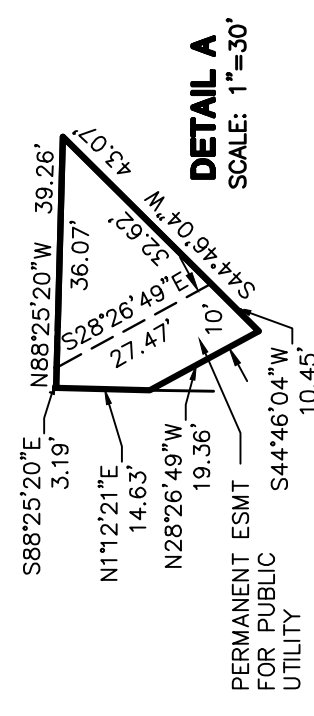 S88°25'20"E
3.19'
N88°25'20"W
39.26'
36.07'
S28°26'49"E
27.47'
N1°12'21"E
14.63'
N28°26'49"W
19.36'
10'
S44°46'04"W
43.07'
32.62'
S44°46'04"W
10.45'
PERMANENT ESMT
FOR PUBLIC
UTILITY
DETAIL A
SCALE: 1"=30'